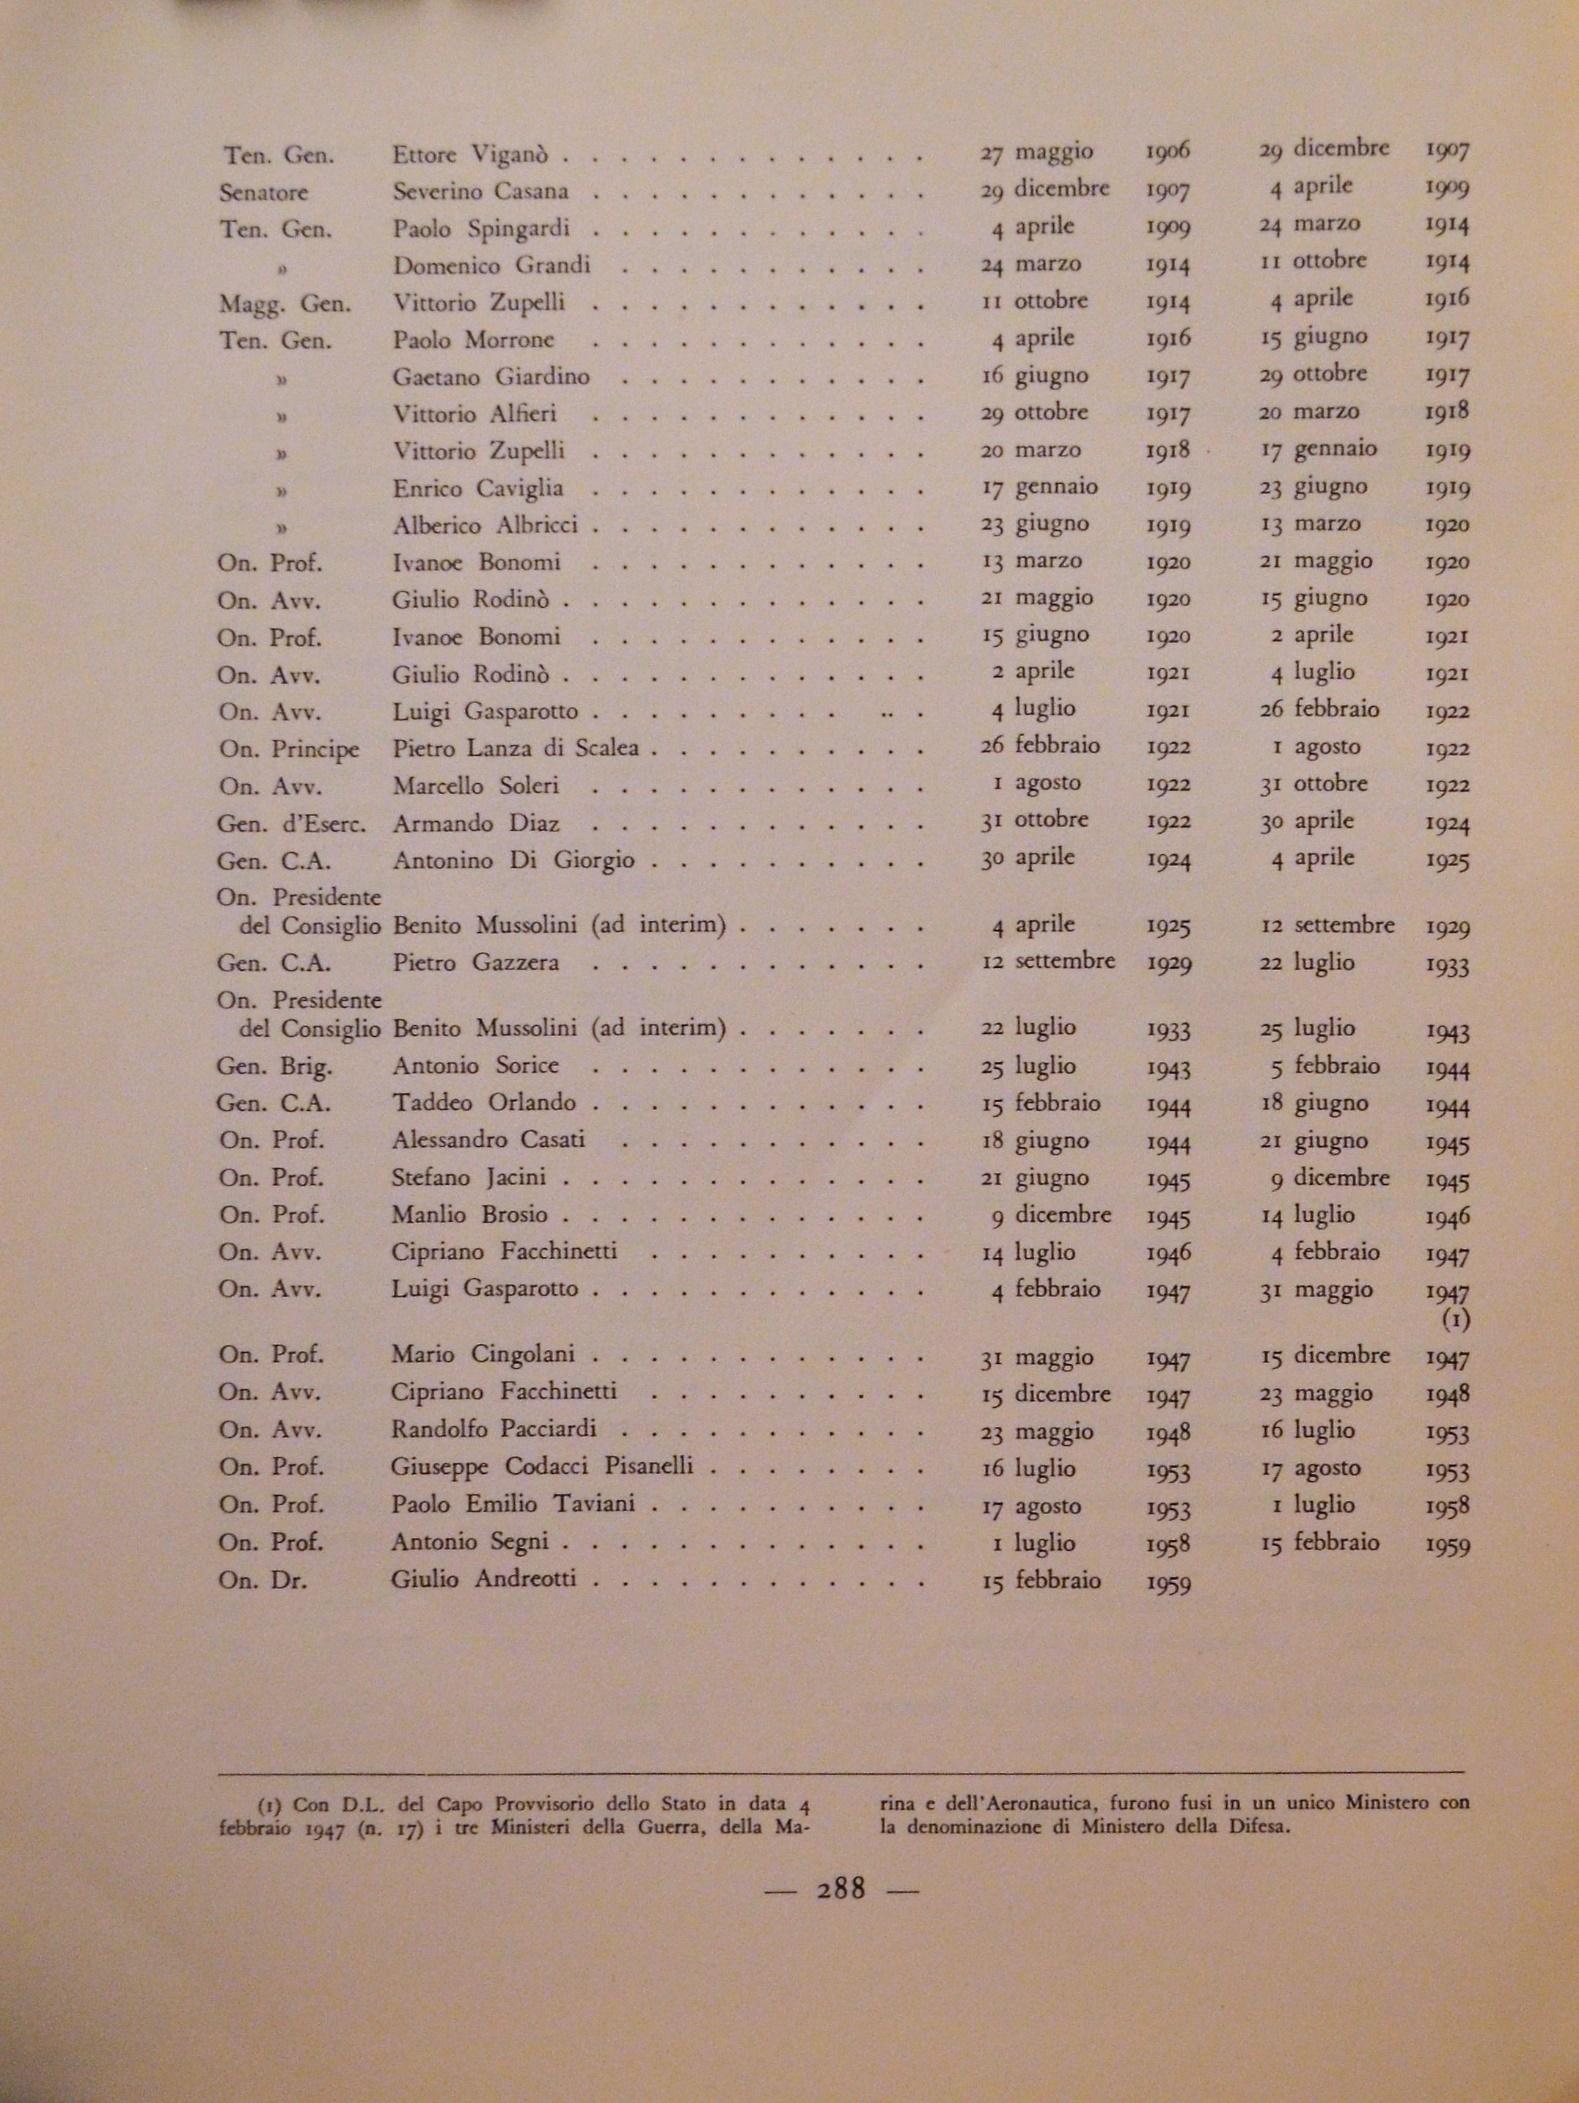 Ten. Gen. Ettore Viganò . . . . . . . . . . . . . 27 maggio 1906 29 dicembre 1907
Senatore Severino Casana . . . . . . . . . . . . 29 dicembre 1907 4 aprile 1909
Ten. Gen. Paolo Spingardi . . . . . . . . . . . . 4 aprile 1909 24 marzo 1914
» Domenico Grandi . . . . . . . . . . . 24 marzo 1914 11 ottobre 1914
Magg. Gen. Vittorio Zupelli . . . . . . . . . . . . 11 ottobre 1914 4 aprile 1916
Ten. Gen. Paolo Morrone . . . . . . . . . . . . 4 aprile 1916 15 giugno 1917
» Gaetano Giardino . . . . . . . . . . . 16 giugno 1917 29 ottobre 1917
» Vittorio Alfieri . . . . . . . . . . . . 29 ottobre 1917 20 marzo 1918
» Vittorio Zupelli . . . . . . . . . . . . 20 marzo 1918 17 gennaio 1919
» Enrico Caviglia . . . . . . . . . . . . 17 gennaio 1919 23 giugno 1919
» Alberico Albricci . . . . . . . . . . . . 23 giugno 1919 13 marzo 1920
On. Prof. Ivanoe Bonomi . . . . . . . . . . . . 13 marzo 1920 21 maggio 1920
On. Avv. Giulio Rodinò . . . . . . . . . . . . . 21 maggio 1920 15 giugno 1920
On. Prof. Ivanoe Bonomi . . . . . . . . . . . . 15 giugno 1920 2 aprile 1921
On. Avv. Giulio Rodinò . . . . . . . . . . . . . 2 aprile 1921 4 luglio 1921
On. Avv. Luigi Gasparotto . . . . . . . . . .. . 4 luglio 1921 26 febbraio 1922
On. Principe Pietro Lanza di Scalea . . . . . . . . . . 26 febbraio 1922 1 agosto 1922
On. Avv. Marcello Soleri . . . . . . . . . . . . 1 agosto 1922 31 ottobre 1922
Gen. d'Eserc. Armando Diaz . . . . . . . . . . . . 31 ottobre 1922 30 aprile 1924
Gen. C.A. Antonino Di Giorgio . . . . . . . . . . 30 aprile 1924 4 aprile 1925
On. Presidente
del Consiglio Benito Mussolini (ad interim) . . . . . . . 4 aprile 1925 12 settembre 1929
Gen. C.A. Pietro Gazzera . . . . . . . . . . . . 12 settembre 1929 22 luglio 1933
On. Presidente
del Consiglio Benito Mussolini (ad interim) . . . . . . . 22 luglio 1933 25 luglio 1943
Gen. Brig. Antonio Sorice . . . . . . . . . . . . 25 luglio 1943 5 febbraio 1944
Gen. C.A. Taddeo Orlando . . . . . . . . . . . . 15 febbraio 1944 18 giugno 1944
On. Prof. Alessandro Casati . . . . . . . . . . . 18 giugno 1944 21 giugno 1945
On. Prof. Stefano Jacini . . . . . . . . . . . . . 21 giugno 1945 9 dicembre 1945
On. Prof. Manlio Brosio . . . . . . . . . . . . . 9 dicembre 1945 14 luglio 1946
On. Avv. Cipriano Facchinetti . . . . . . . . . . 14 luglio 1946 4 febbraio 1947
On. Avv. Luigi Gasparotto . . . . . . . . . . . . 4 febbraio 1947 31 maggio 1947
(1)
On. Prof. Mario Cingolani . . . . . . . . . . . . 31 maggio 1947 15 dicembre 1947
On. Avv. Cipriano Facchinetti . . . . . . . . . . 15 dicembre 1947 23 maggio 1948
On. Avv. Randolfo Pacciardi . . . . . . . . . . . 23 maggio 1948 16 luglio 1953
On. Prof. Giuseppe Codacci Pisanelli . . . . . . . . 16 luglio 1953 17 agosto 1953
On. Prof. Paolo Emilio Taviani . . . . . . . . . . 17 agosto 1953 1 luglio 1958
On. Prof. Antonio Segni . . . . . . . . . . . . . 1 luglio 1958 15 febbraio 1959
On. Dr. Giulio Andreotti . . . . . . . . . . . . 15 febbraio 1959
(1) Con D.L. del Capo Provvisorio dello Stato in data 4
febbraio 1947 (n. 17) i tre Ministeri della Guerra, della Ma-
rina e dell'Aeronautica, furono fusi in un unico Ministero con
la denominazione di Ministero della Difesa.
— 288 —